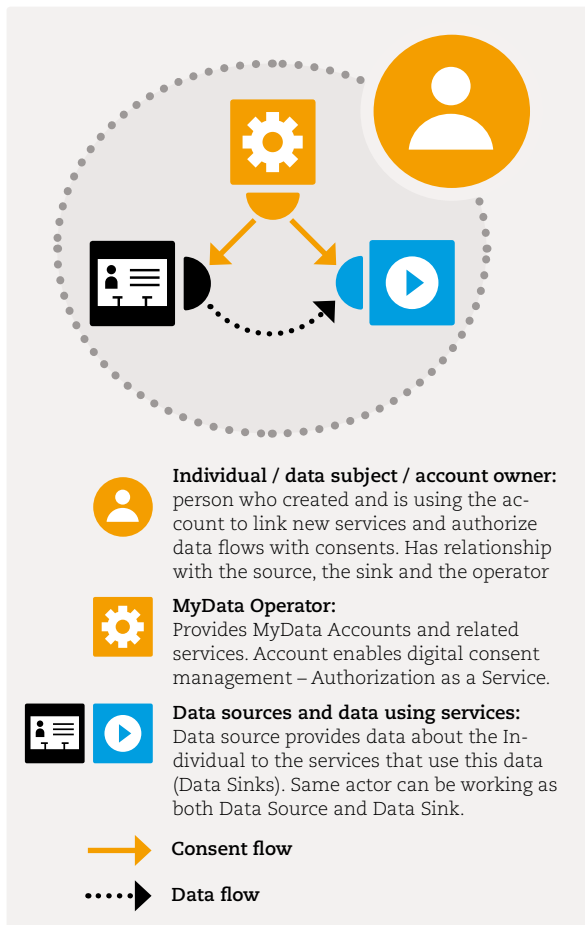 Individual / data subject / account owner:
person who created and is using the ac-
count to link new services and authorize
data flows with consents. Has relationship
with the source, the sink and the operator
MyData Operator:
Provides MyData Accounts and related
services. Account enables digital consent
management – Authorization as a Service.
Data sources and data using services:
Data source provides data about the In-
dividual to the services that use this data
(Data Sinks). Same actor can be working as
both Data Source and Data Sink.
Consent flow
Data flow